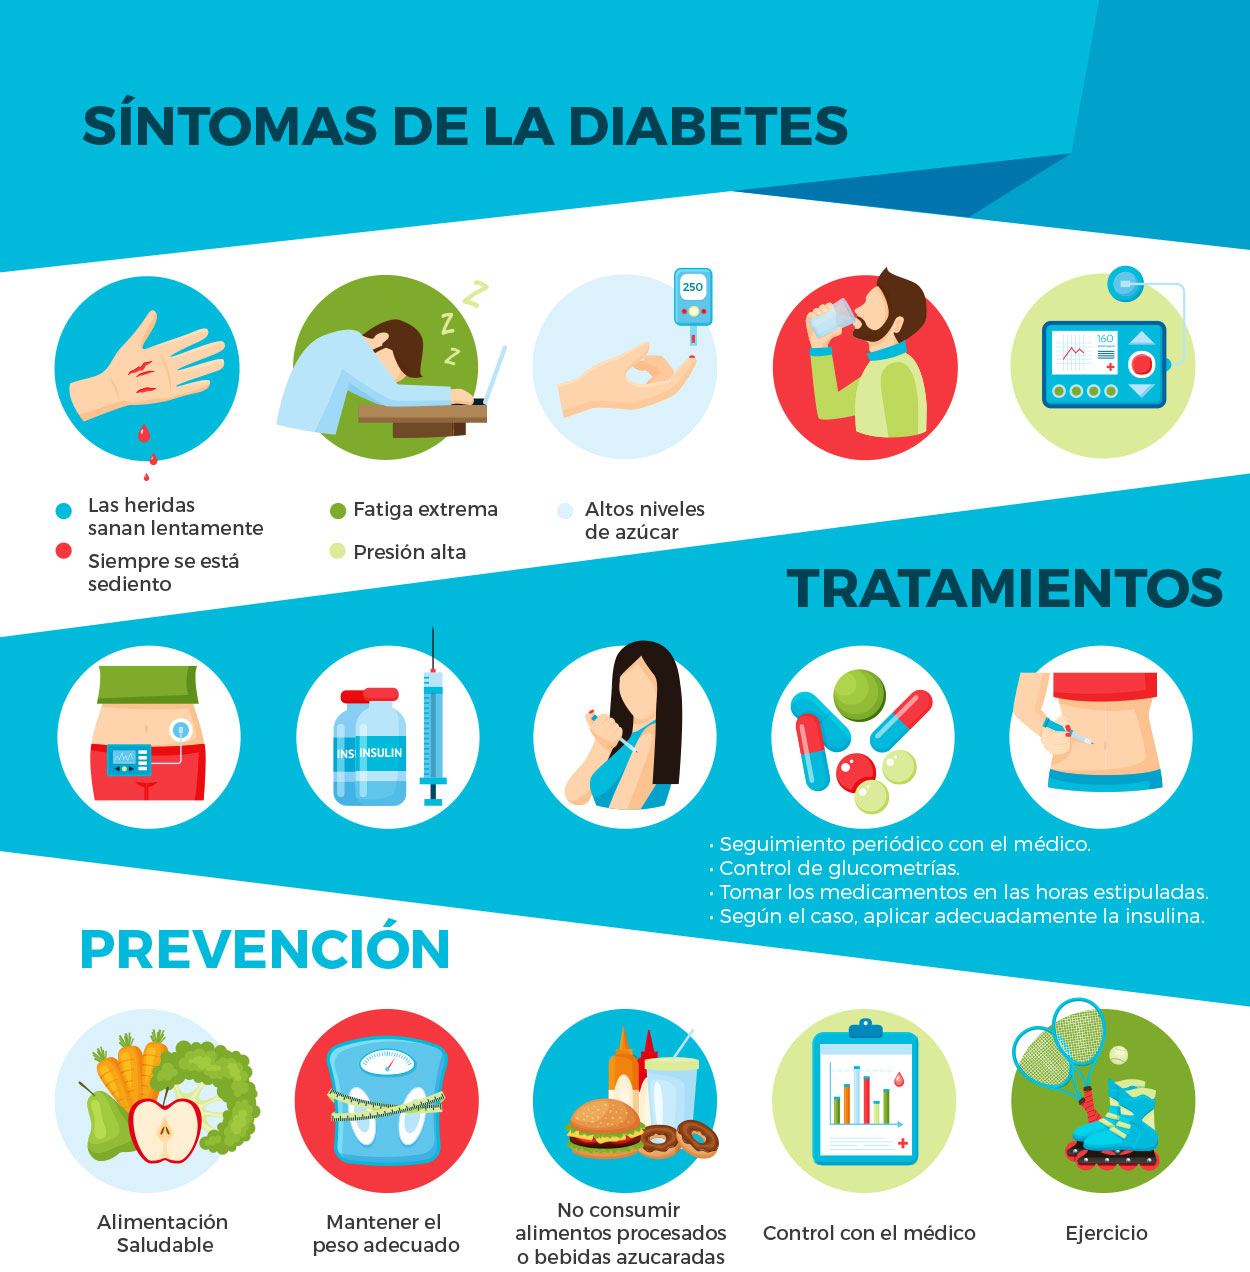 SÍNTOMAS DE LA DIABETES
250
160
Las heridas
sanan lentamente
Siempre se está
sediento
Fatiga extrema
Presión alta
Altos niveles
de azúcar
Z
Z
Z
TRATAMIENTOS
INS
INSULIN
• Seguimiento periódico con el médico.
• Control de glucometrías.
• Tomar los medicamentos en las horas estipuladas.
• Según el caso, aplicar adecuadamente la insulina.
PREVENCIÓN
Alimentación
Saludable
Mantener el
peso adecuado
No consumir
alimentos procesados
o bebidas azucaradas
Control con el médico
Ejercicio